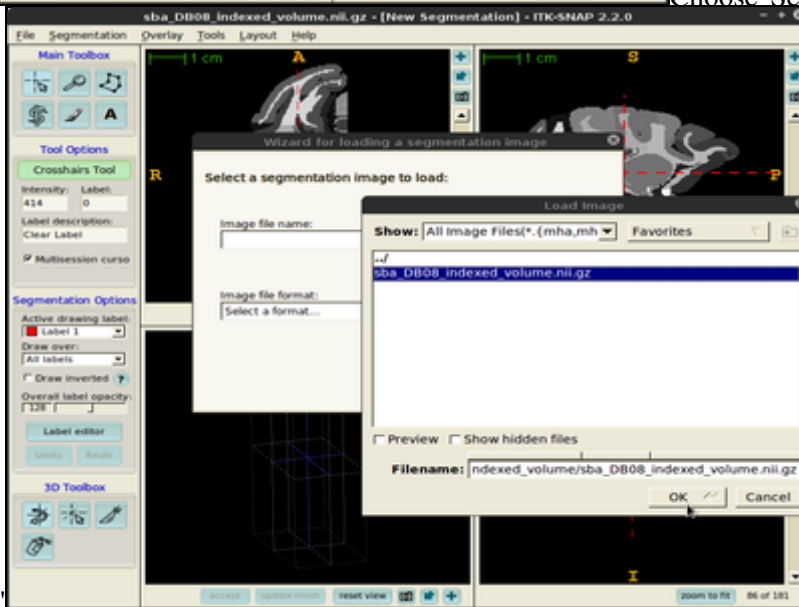 Choose Se
sba_DB08_indexed_volume.nii.gz - [New Segmentation] - ITK-SNAP 2.2.0
File Segmentation Overlay Tools Layout Help
Main Toolbox
A
Tool Options
Crosshairs Tool
Intensity: Label:
414 0
Label description:
Clear Label
Multisession curso
Segmentation Options
Active drawing label:
Label 1
Draw over:
All labels
Draw inverted ?
Overall label opacity:
128
Label editor
Undo Redo
3D Toolbox
1 cm
A
R
1 cm
S
P
Wizard for loading a segmentation image
Select a segmentation image to load:
Image file name:
Image file format:
Select a format...
Load Image
Show: All Image Files(*.{mha,mh Favorites
../
sba_DB08_indexed_volume.nii.gz
Preview Show hidden files
Filename: ndexed_volume/sba_DB08_indexed_volume.nii.gz
OK Cancel
I
accept update mesh reset view
zoom to fit 86 of 181
"